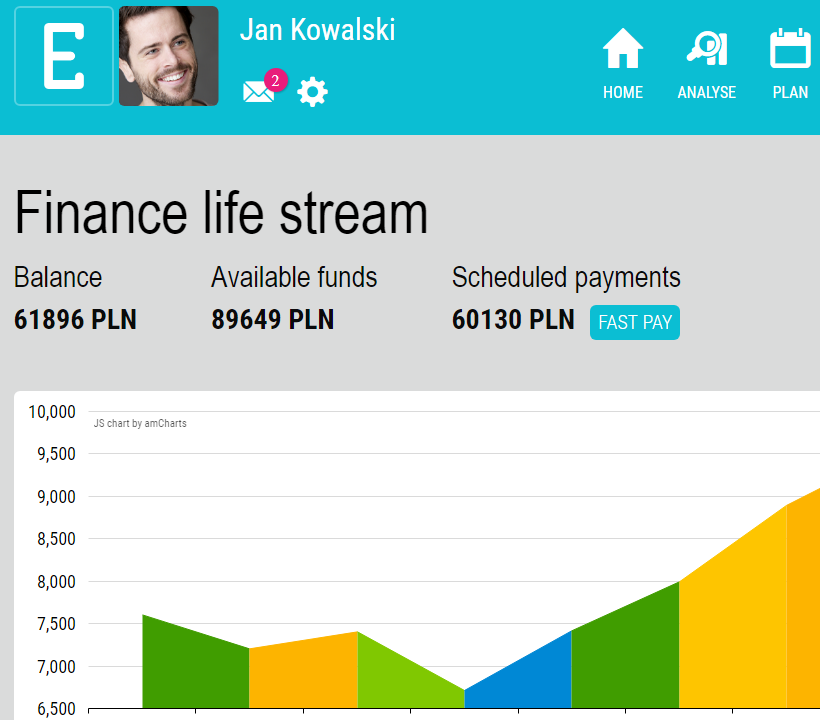 E
Jan Kowalski
2
HOME ANALYSE PLAN
Finance life stream
Balance Available funds Scheduled payments
61896 PLN 89649 PLN 60130 PLN FAST PAY
10,000
JS chart by amCharts
9,500
9,000
8,500
8,000
7,500
7,000
6,500